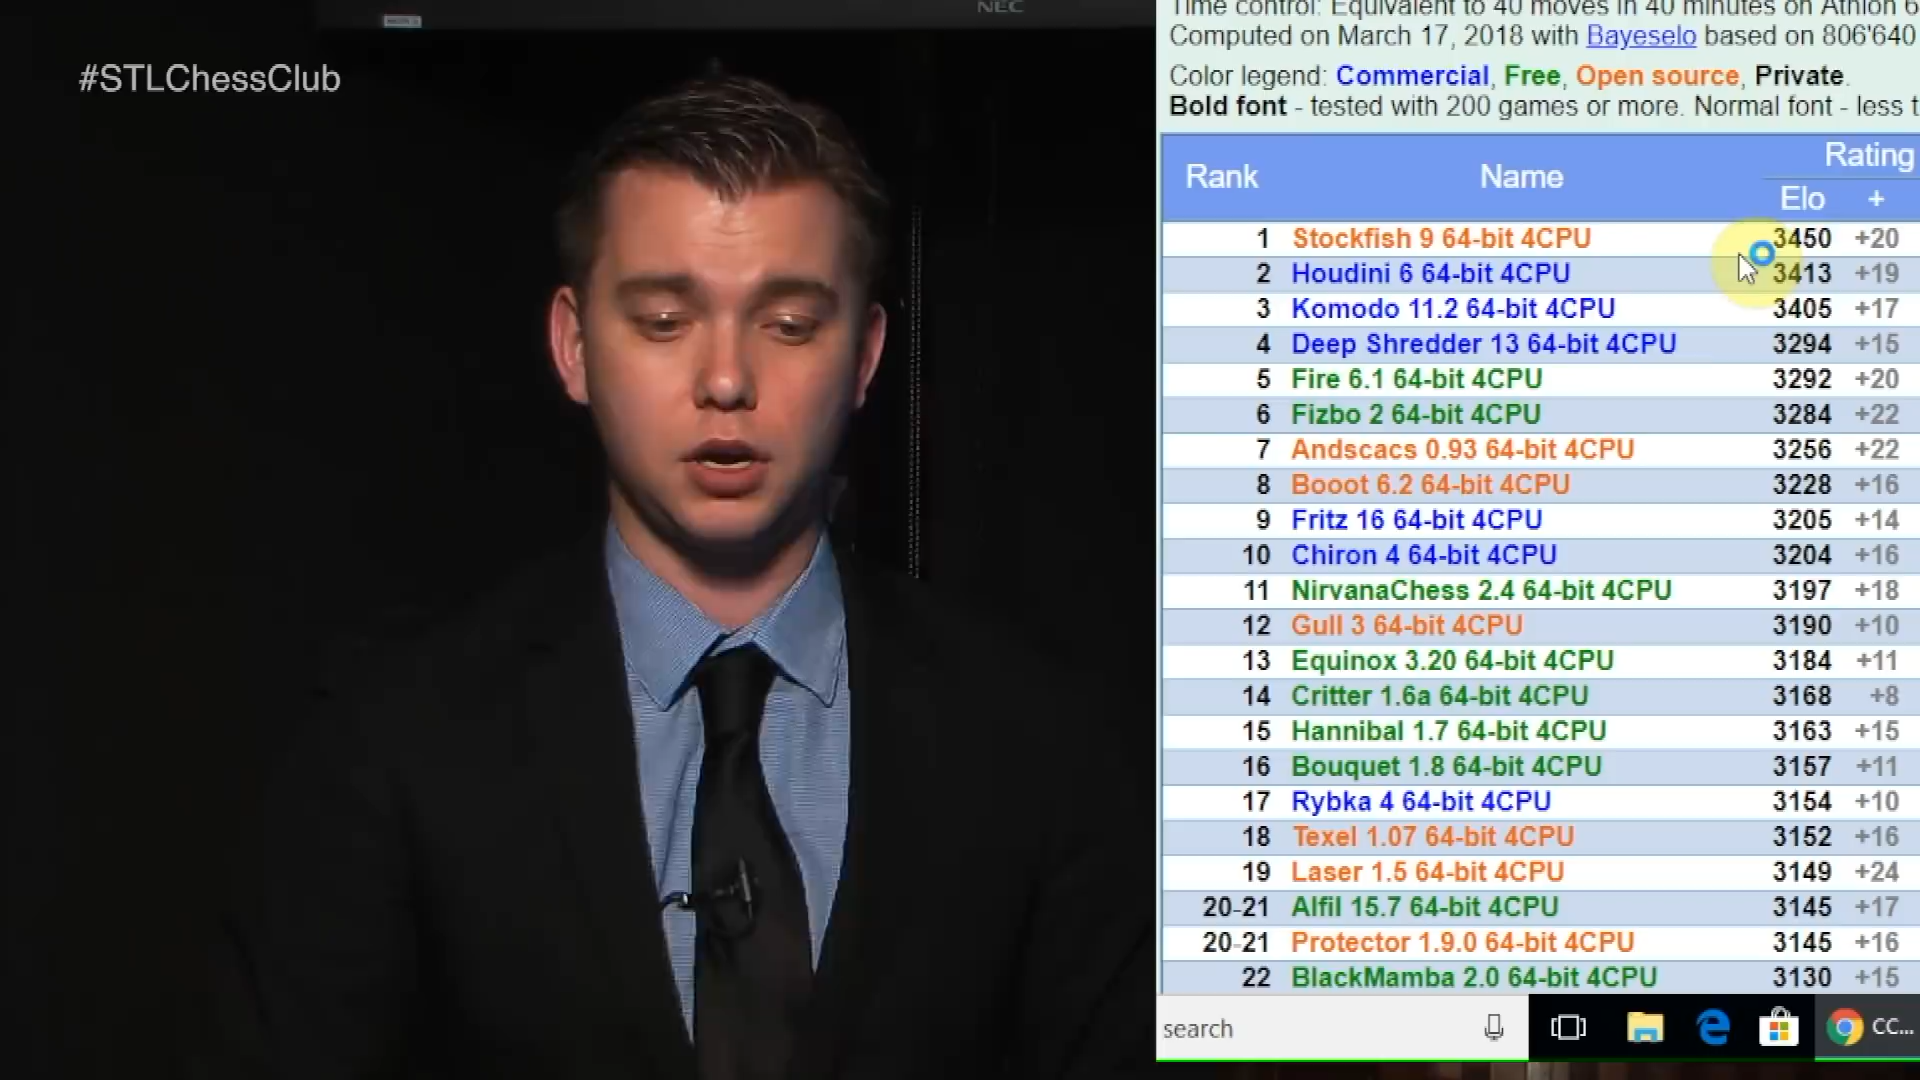 NEC
#STLChessClub
Time control: Equivalent to 40 moves in 40 minutes on Athlon 6
Computed on March 17, 2018 with Bayeselo based on 806'640
Color legend: Commercial, Free, Open source, Private.
Bold font - tested with 200 games or more. Normal font - less t
Rank Name Rating
Elo +
1 Stockfish 9 64-bit 4CPU 3450 +20
2 Houdini 6 64-bit 4CPU 3413 +19
3 Komodo 11.2 64-bit 4CPU 3405 +17
4 Deep Shredder 13 64-bit 4CPU 3294 +15
5 Fire 6.1 64-bit 4CPU 3292 +20
6 Fizbo 2 64-bit 4CPU 3284 +22
7 Andscacs 0.93 64-bit 4CPU 3256 +22
8 Booot 6.2 64-bit 4CPU 3228 +16
9 Fritz 16 64-bit 4CPU 3205 +14
10 Chiron 4 64-bit 4CPU 3204 +16
11 NirvanaChess 2.4 64-bit 4CPU 3197 +18
12 Gull 3 64-bit 4CPU 3190 +10
13 Equinox 3.20 64-bit 4CPU 3184 +11
14 Critter 1.6a 64-bit 4CPU 3168 +8
15 Hannibal 1.7 64-bit 4CPU 3163 +15
16 Bouquet 1.8 64-bit 4CPU 3157 +11
17 Rybka 4 64-bit 4CPU 3154 +10
18 Texel 1.07 64-bit 4CPU 3152 +16
19 Laser 1.5 64-bit 4CPU 3149 +24
20-21 Alfil 15.7 64-bit 4CPU 3145 +17
20-21 Protector 1.9.0 64-bit 4CPU 3145 +16
22 BlackMamba 2.0 64-bit 4CPU 3130 +15
search
CC...